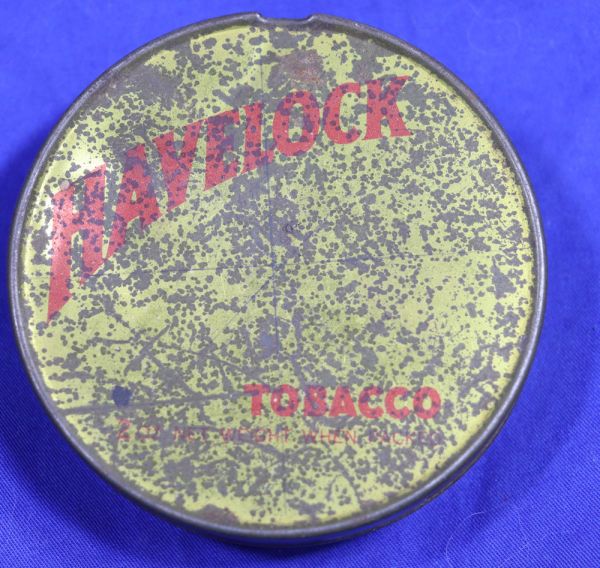 HAVELOCK
TOBACCO
2 OZ NET WEIGHT WHEN PACKED